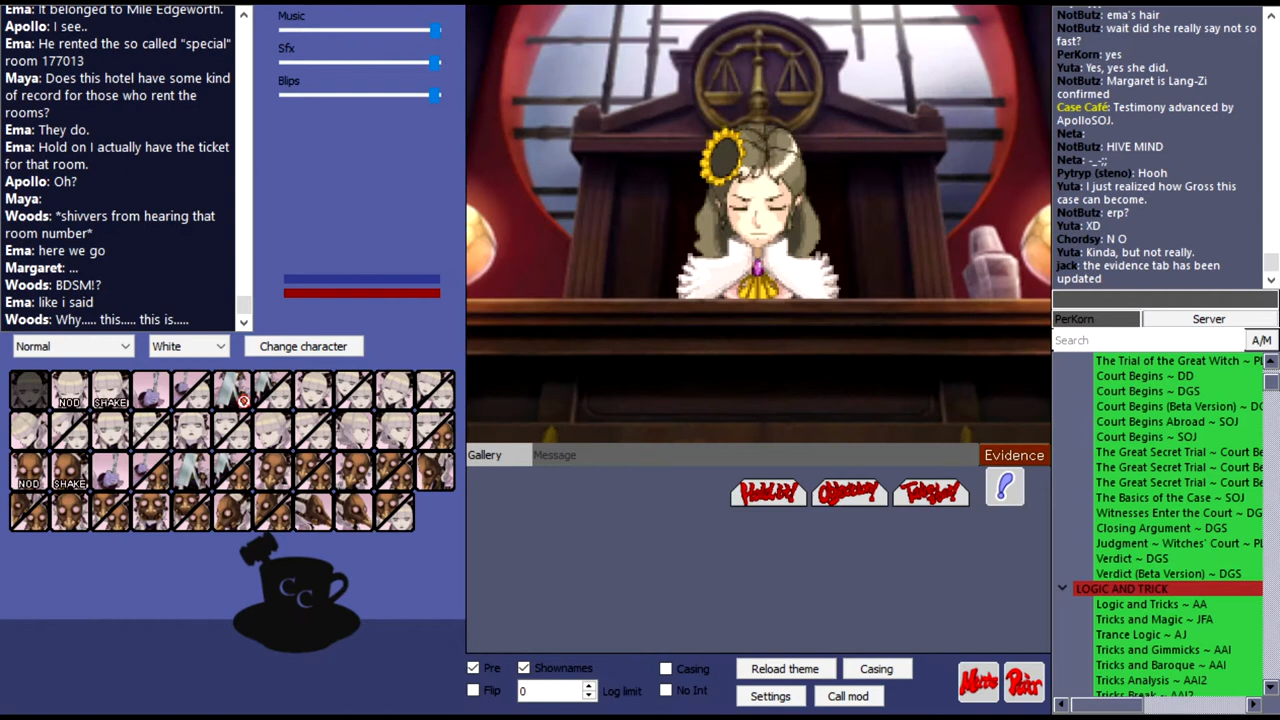 Ema: It belonged to Mile Edgeworth.
Apollo: I see..
Ema: He rented the so called "special"
room 177013
Maya: Does this hotel have some kind
of record for those who rent the
rooms?
Ema: They do.
Ema: Hold on I actually have the ticket
for that room.
Apollo: Oh?
Maya:
Woods: *shivvers from hearing that
room number*
Ema: here we go
Margaret: ...
Woods: BDSM!?
Ema: like i said
Woods: Why..... this..... this is.....
Music
Sfx
Blips
Normal
White
Change character
NOD
SHAKE
NOD
SHAKE
CC
Gallery
Message
Evidence
Hold it!
Objection!
Take that!
Pre
Shownames
Casing
Reload theme
Casing
Flip
0
Log limit
No Int
Settings
Call mod
Mute
Pair
NotButz: ema's hair
NotButz: wait did she really say not so
fast?
PerKorn: yes
Yuta: Yes, yes she did.
NotButz: Margaret is Lang-Zi
confirmed
Case Café: Testimony advanced by
ApolloSOJ.
Neta:
NotButz: HIVE MIND
Neta: -_-;;
Pytryp (steno): Hooh
Yuta: I just realized how Gross this
case can become.
NotButz: erp?
Yuta: XD
Chordsy: N O
Yuta: Kinda, but not really.
jack: the evidence tab has been
updated
PerKorn
Server
Search
A/M
The Trial of the Great Witch ~ PL
Court Begins ~ DD
Court Begins ~ DGS
Court Begins (Beta Version) ~ DG
Court Begins Abroad ~ SOJ
Court Begins ~ SOJ
The Great Secret Trial ~ Court Be
The Great Secret Trial ~ Court Be
The Great Secret Trial ~ Court Be
The Basics of the Case ~ SOJ
Witnesses Enter the Court ~ DG
Closing Argument ~ DGS
Judgment ~ Witches' Court ~ PL
Verdict ~ DGS
Verdict (Beta Version) ~ DGS
LOGIC AND TRICK
Logic and Tricks ~ AA
Tricks and Magic ~ JFA
Trance Logic ~ AJ
Tricks and Gimmicks ~ AAI
Tricks and Baroque ~ AAI
Tricks Analysis ~ AAI2
Tricks Break ~ AAI2